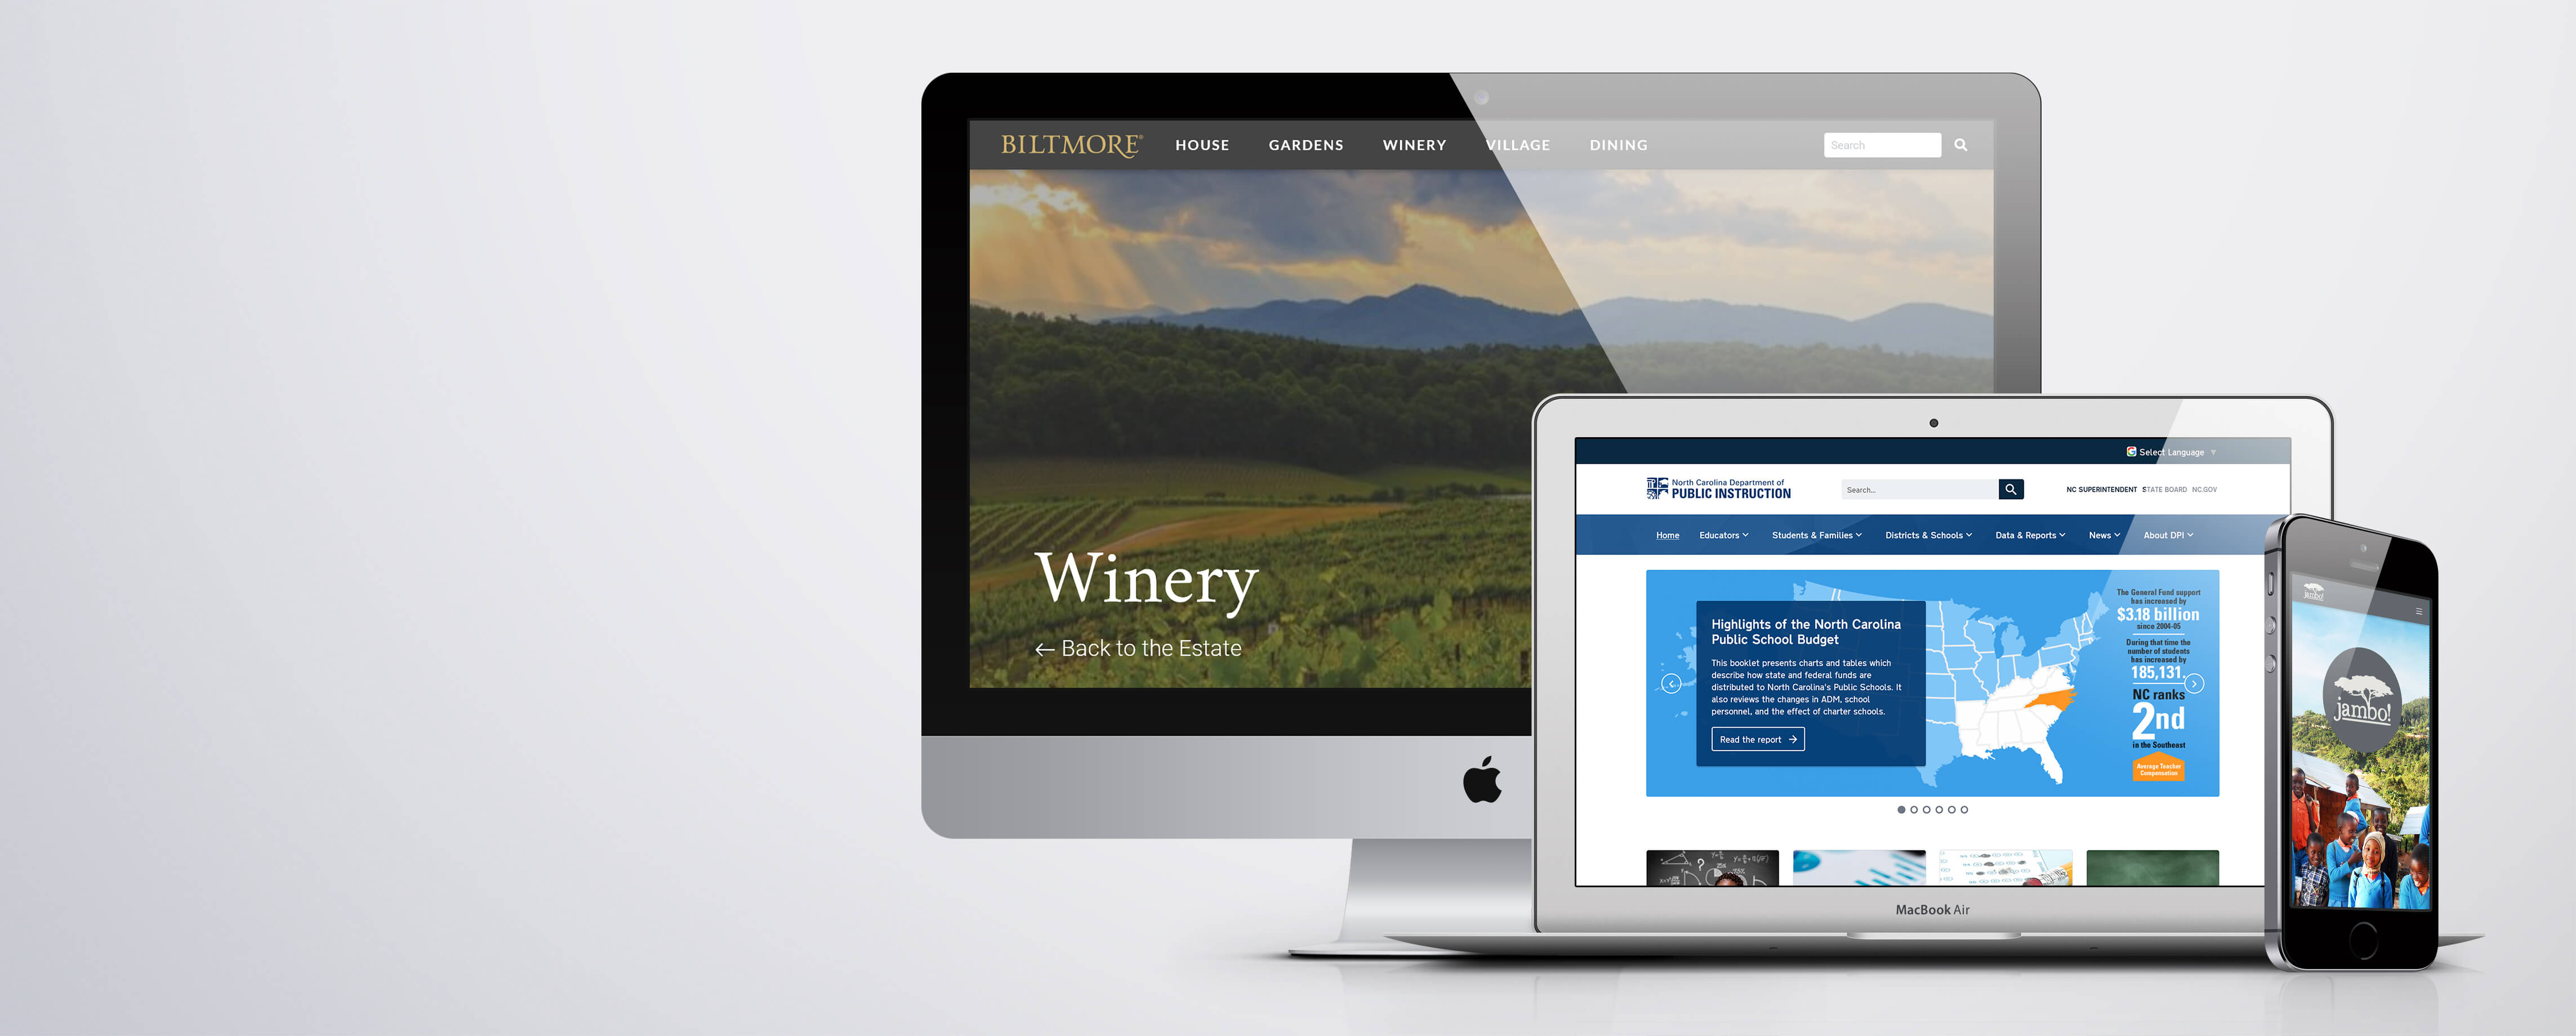 BILTMORE® HOUSE GARDENS WINERY VILLAGE DINING Search
Winery
← Back to the Estate
Select Language ▼
North Carolina Department of
PUBLIC INSTRUCTION
Search...
NC SUPERINTENDENT STATE BOARD NC.GOV
Home Educators Students & Families Districts & Schools Data & Reports News About DPI
Highlights of the North Carolina
Public School Budget
This booklet presents charts and tables which
describe how state and federal funds are
distributed to North Carolina's Public Schools. It
also reviews the changes in ADM, school
personnel, and the effect of charter schools.
Read the report →
The General Fund support
has increased by
$3.18 billion
since 2004-05
During that time the
number of students
has increased by
185,131.
NC ranks
2nd
in the Southeast
Average Teacher
Compensation
? 25%
MacBook Air
jambo!
jambo!